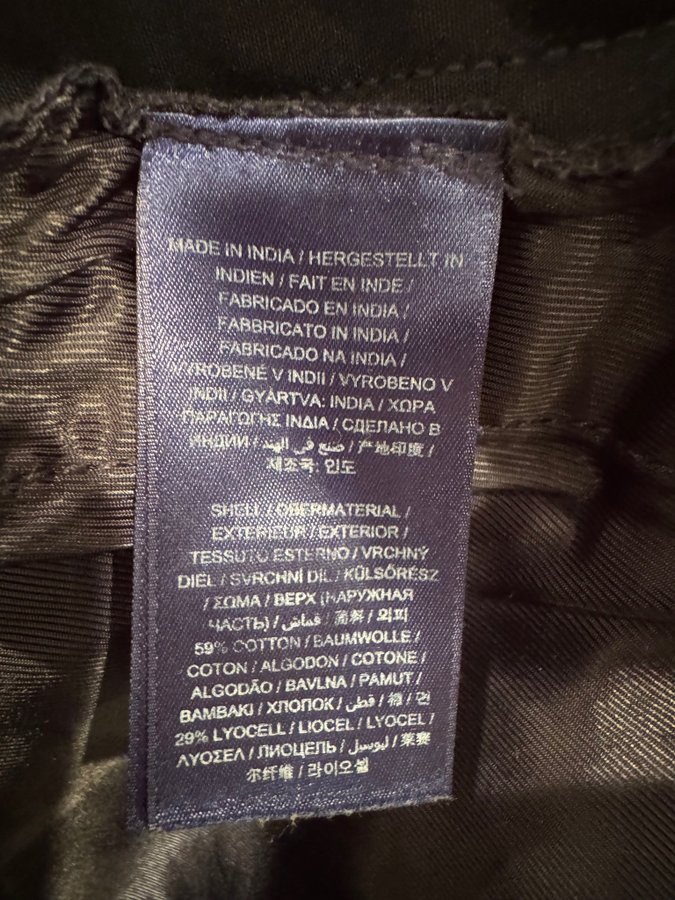 MADE IN INDIA / HERGESTELLT IN
INDIEN / FAIT EN INDE /
FABRICADO EN INDIA /
FABBRICATO IN INDIA /
FABRICADO NA INDIA /
VYROBENÉ V INDII / VYROBENO V
INDII / GYÁRTVA: INDIA / ΧΩΡΑ
ΠΑΡΑΓΩΓΗΣ ΙΝΔΙΑ / СДЕЛАНО В
ИНДИИ / صنع في الهند / 产地印度 /
제조국: 인도
SHELL / OBERMATERIAL /
EXTÉRIEUR / EXTERIOR /
TESSUTO ESTERNO / VRCHNÝ
DIEL / SVRCHNÍ DÍL / KÜLSŐRÉSZ
/ ΣΩΜΑ / ВЕРХ (НАРУЖНАЯ
ЧАСТЬ) / قماش / 面料 / 외피
59% COTTON / BAUMWOLLE /
COTON / ALGODON / COTONE /
ALGODÃO / BAVLNA / PAMUT /
BAMBAKI / ХЛОПОК / قطن / 棉 / 면
29% LYOCELL / LIOCEL / LYOCEL /
ΛΥΟΣΕΛ / ЛИОЦЕЛЬ / ليوسيل / 莱赛
尔纤维 / 라이오셀